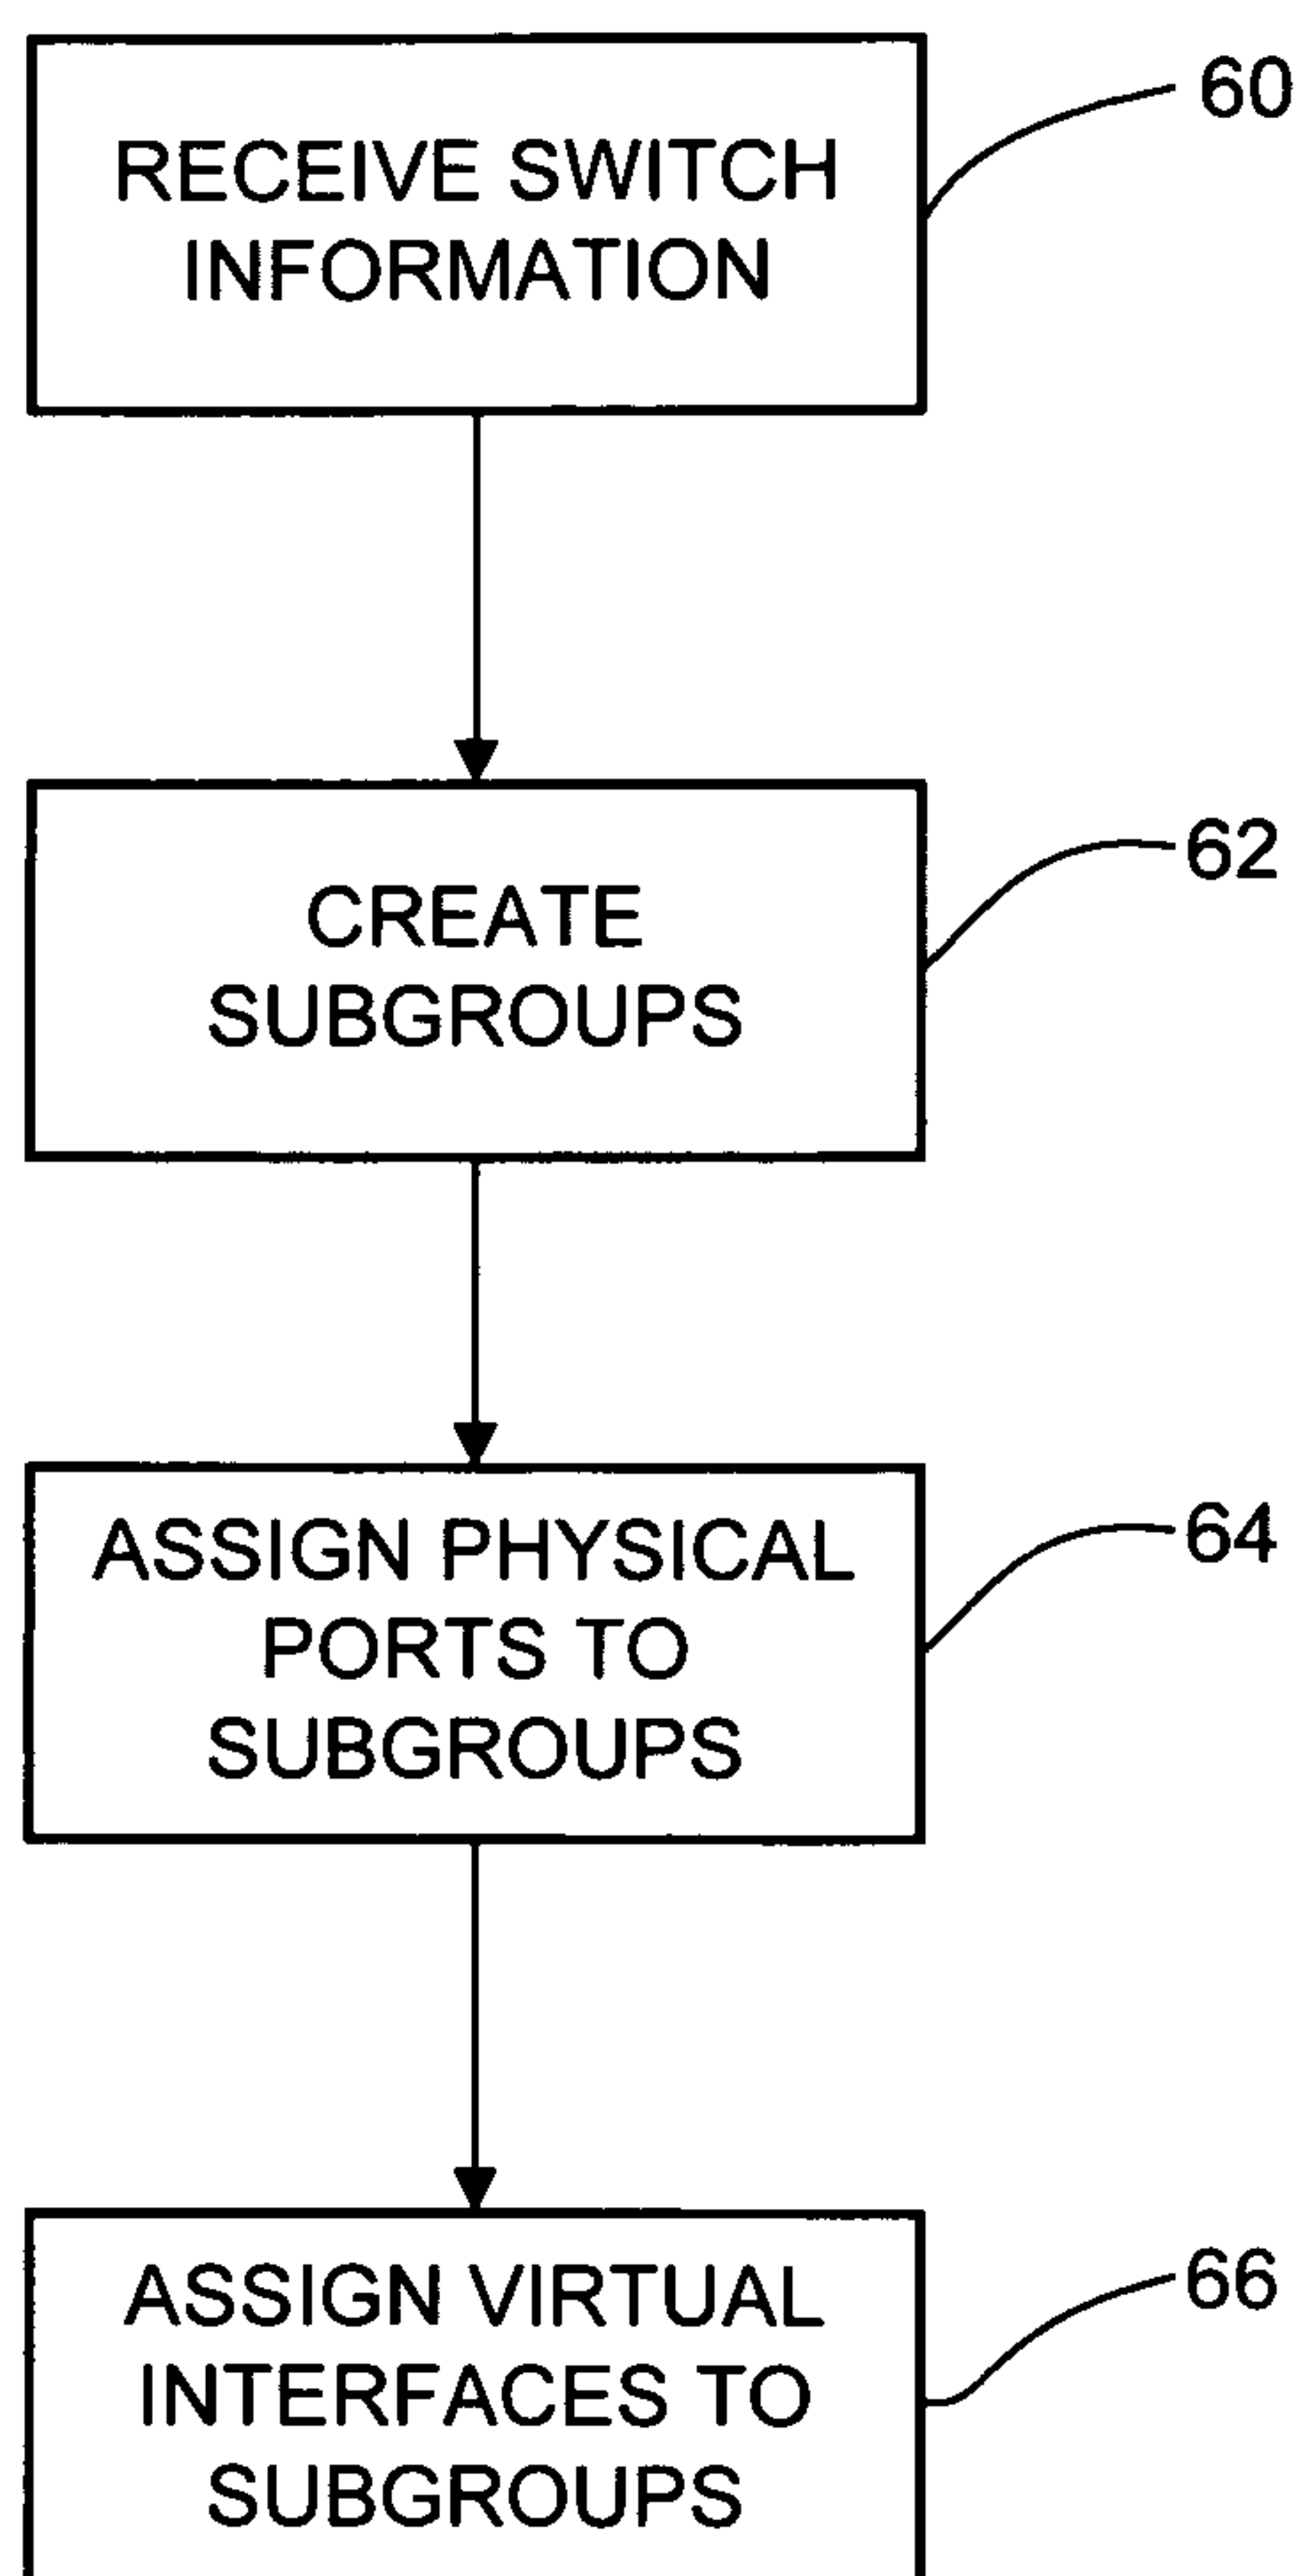 RECEIVE SWITCH
INFORMATION
60
CREATE
SUBGROUPS
62
ASSIGN PHYSICAL
PORTS TO
SUBGROUPS
64
ASSIGN VIRTUAL
INTERFACES TO
SUBGROUPS
66